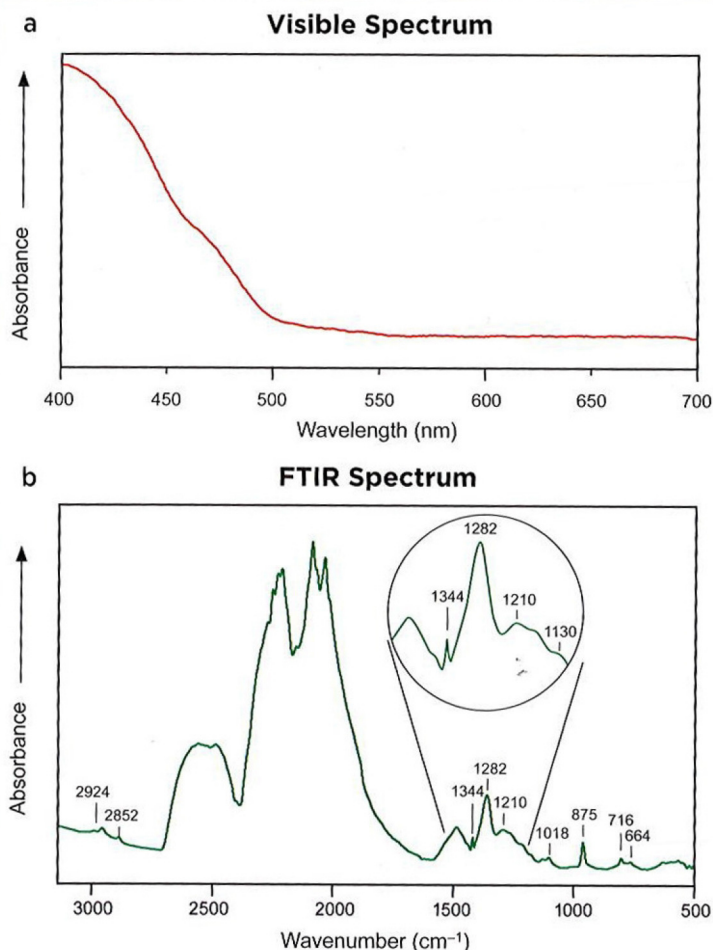 a
Visible Spectrum
Absorbance
400 450 500 550 600 650 700
Wavelength (nm)
b
FTIR Spectrum
1282
1344
1210
1130
1282
1344
1210
2924
2852
875
716
1018
664
Absorbance
3000 2500 2000 1500 1000 500
Wavenumber (cm⁻¹)